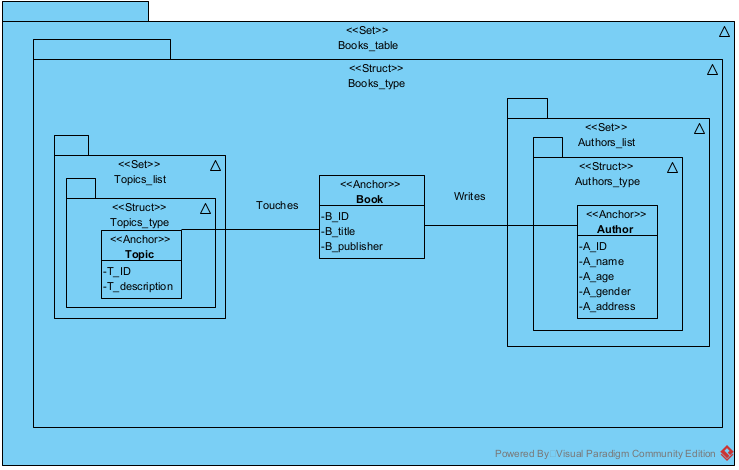 <<Set>>
Books_table
<<Struct>>
Books_type
<<Set>>
Topics_list
<<Struct>>
Topics_type
<<Anchor>>
Topic
-T_ID
-T_description
Touches
<<Anchor>>
Book
-B_ID
-B_title
-B_publisher
Writes
<<Set>>
Authors_list
<<Struct>>
Authors_type
<<Anchor>>
Author
-A_ID
-A_name
-A_age
-A_gender
-A_address
Powered By Visual Paradigm Community Edition